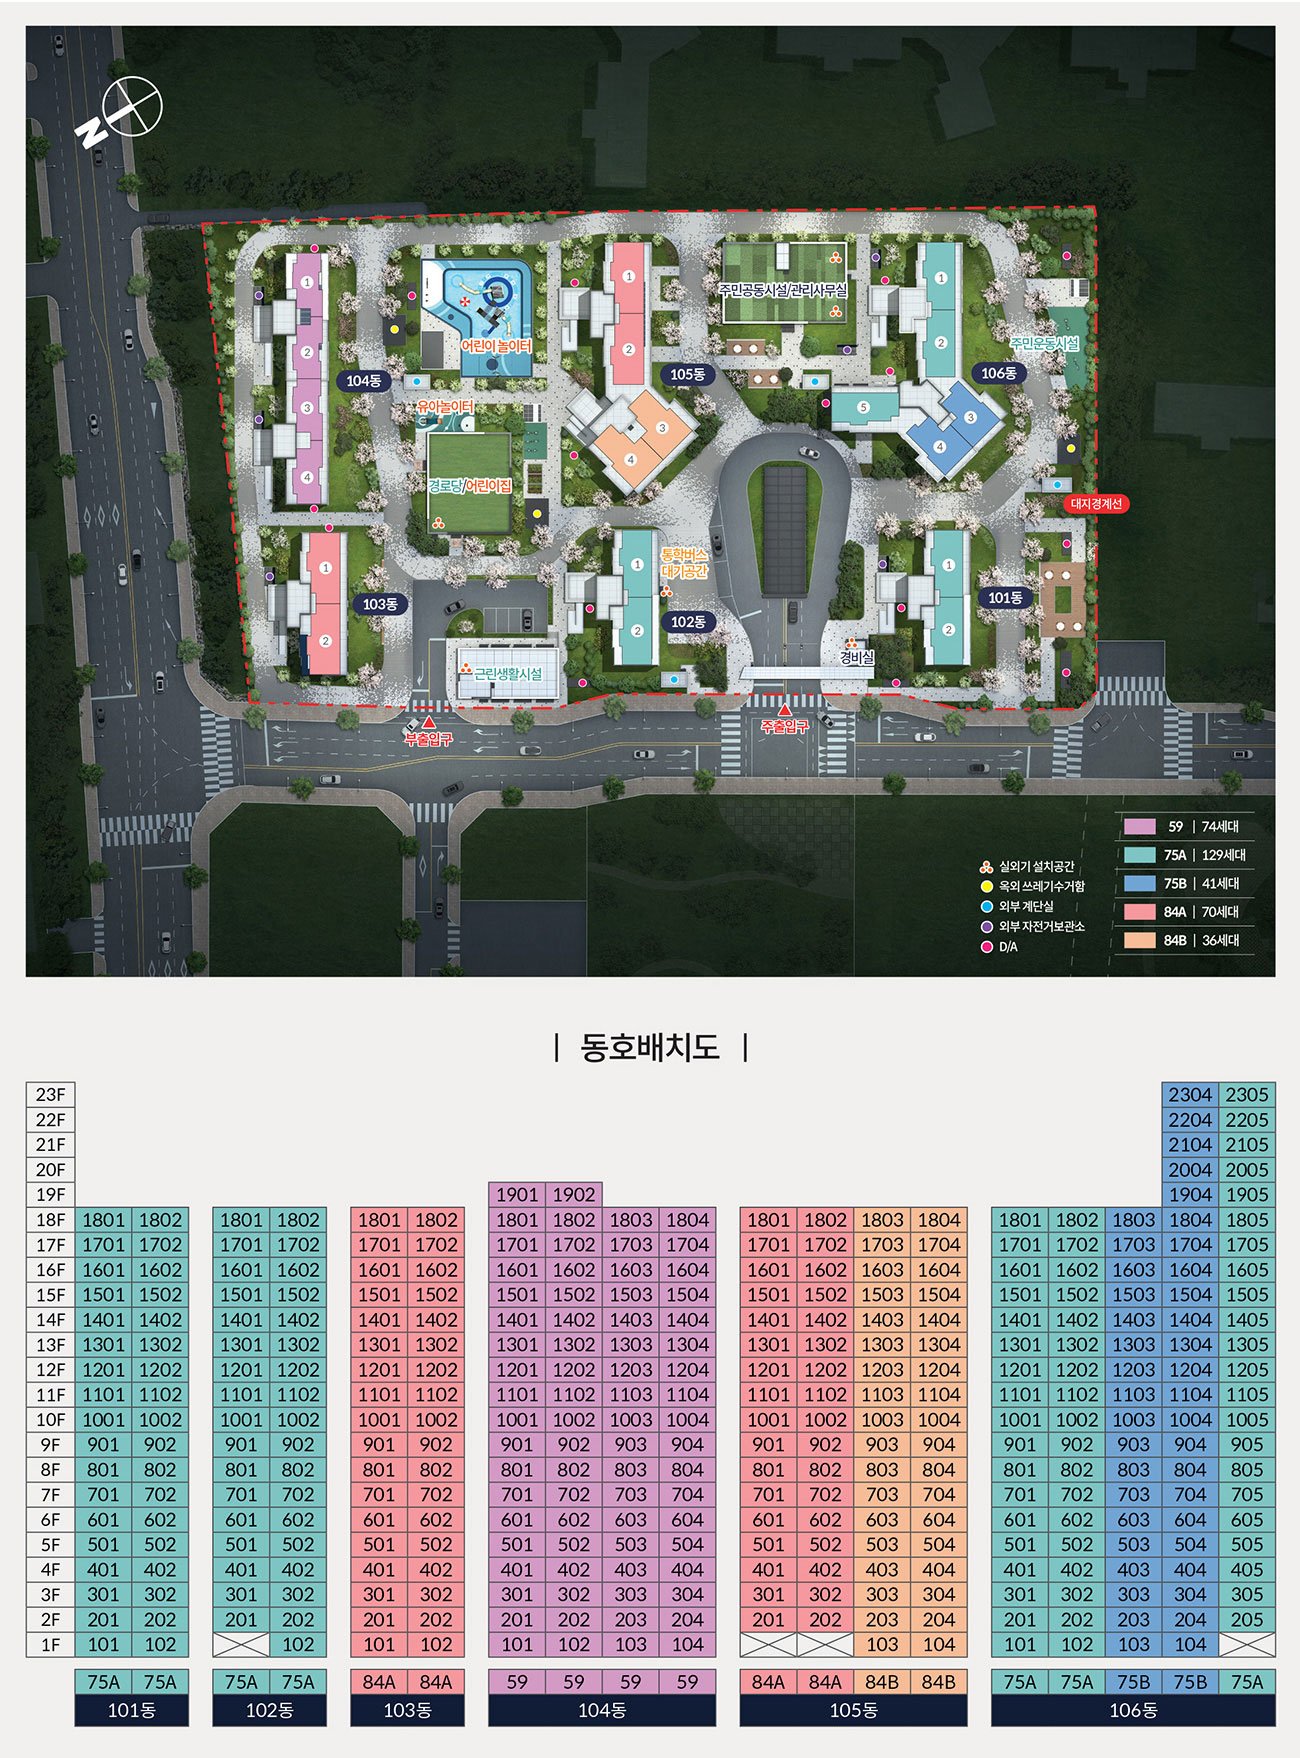 N
1
2
3
4
104동
어린이 놀이터
유아놀이터
경로당/어린이집
1
2
105동
3
4
주민공동시설/관리사무실
1
2
106동
5
3
4
주민운동시설
대지경계선
1
2
103동
근린생활시설
1
2
통학버스
대기공간
102동
경비실
1
2
101동
부출입구
주출입구
실외기 설치공간
옥외 쓰레기수거함
외부 계단실
외부 자전거보관소
D/A
59 | 74세대
75A | 129세대
75B | 41세대
84A | 70세대
84B | 36세대
| 동호배치도 |
23F 2304 2305
22F 2204 2205
21F 2104 2105
20F 2004 2005
19F 1901 1902 1904 1905
18F 1801 1802 1801 1802 1801 1802 1801 1802 1803 1804 1801 1802 1803 1804 1801 1802 1803 1804 1805
17F 1701 1702 1701 1702 1701 1702 1701 1702 1703 1704 1701 1702 1703 1704 1701 1702 1703 1704 1705
16F 1601 1602 1601 1602 1601 1602 1601 1602 1603 1604 1601 1602 1603 1604 1601 1602 1603 1604 1605
15F 1501 1502 1501 1502 1501 1502 1501 1502 1503 1504 1501 1502 1503 1504 1501 1502 1503 1504 1505
14F 1401 1402 1401 1402 1401 1402 1401 1402 1403 1404 1401 1402 1403 1404 1401 1402 1403 1404 1405
13F 1301 1302 1301 1302 1301 1302 1301 1302 1303 1304 1301 1302 1303 1304 1301 1302 1303 1304 1305
12F 1201 1202 1201 1202 1201 1202 1201 1202 1203 1204 1201 1202 1203 1204 1201 1202 1203 1204 1205
11F 1101 1102 1101 1102 1101 1102 1101 1102 1103 1104 1101 1102 1103 1104 1101 1102 1103 1104 1105
10F 1001 1002 1001 1002 1001 1002 1001 1002 1003 1004 1001 1002 1003 1004 1001 1002 1003 1004 1005
9F 901 902 901 902 901 902 901 902 903 904 901 902 903 904 901 902 903 904 905
8F 801 802 801 802 801 802 801 802 803 804 801 802 803 804 801 802 803 804 805
7F 701 702 701 702 701 702 701 702 703 704 701 702 703 704 701 702 703 704 705
6F 601 602 601 602 601 602 601 602 603 604 601 602 603 604 601 602 603 604 605
5F 501 502 501 502 501 502 501 502 503 504 501 502 503 504 501 502 503 504 505
4F 401 402 401 402 401 402 401 402 403 404 401 402 403 404 401 402 403 404 405
3F 301 302 301 302 301 302 301 302 303 304 301 302 303 304 301 302 303 304 305
2F 201 202 201 202 201 202 201 202 203 204 201 202 203 204 201 202 203 204 205
1F 101 102 102 101 102 101 102 103 104 103 104 101 102 103 104
75A 75A 75A 75A 84A 84A 59 59 59 59 84A 84A 84B 84B 75A 75A 75B 75B 75A
101동 102동 103동 104동 105동 106동